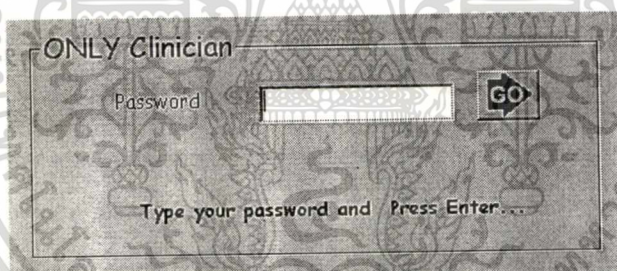 ONLY Clinician
Password
GO
Type your password and Press Enter...